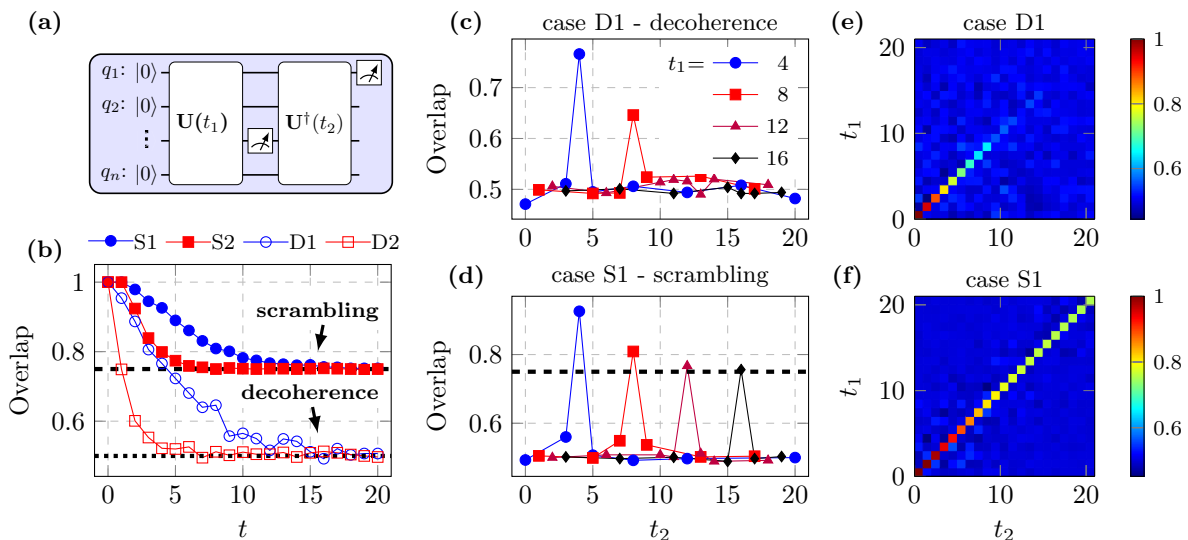 (a)
q₁: |0⟩
q₂: |0⟩
⋮
qₙ: |0⟩
U(t₁)
U†(t₂)
S1 S2 D1 D2
(b)
Overlap
1
0.8
0.6
scrambling
decoherence
0 5 10 15 20
t
(c)
case D1 - decoherence
Overlap
0.7
0.6
0.5
t₁= 4
8
12
16
0 5 10 15 20
(d)
case S1 - scrambling
Overlap
0.8
0.6
0 5 10 15 20
t₂
(e)
case D1
t₁
20
10
0
0 10 20
1
0.8
0.6
(f)
case S1
t₁
20
10
0
0 10 20
t₂
1
0.8
0.6